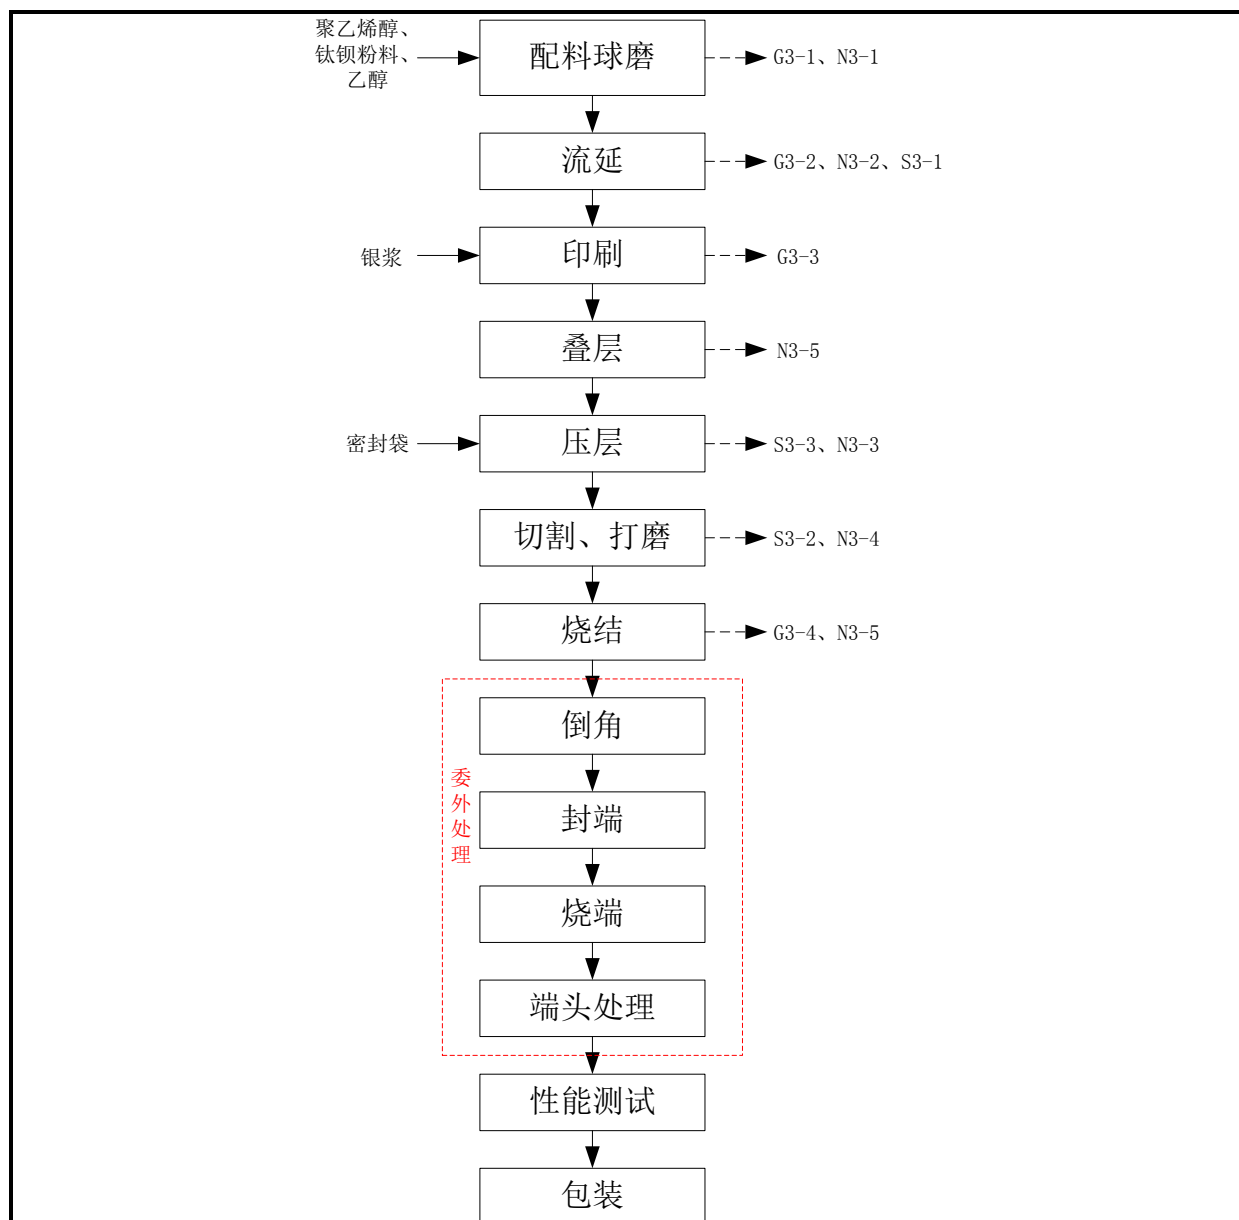 聚乙烯醇、
钛钡粉料、
乙醇
配料球磨
G3-1、N3-1
流延
G3-2、N3-2、S3-1
银浆
印刷
G3-3
叠层
N3-5
密封袋
压层
S3-3、N3-3
切割、打磨
S3-2、N3-4
烧结
G3-4、N3-5
委外处理
倒角
封端
烧端
端头处理
性能测试
包装